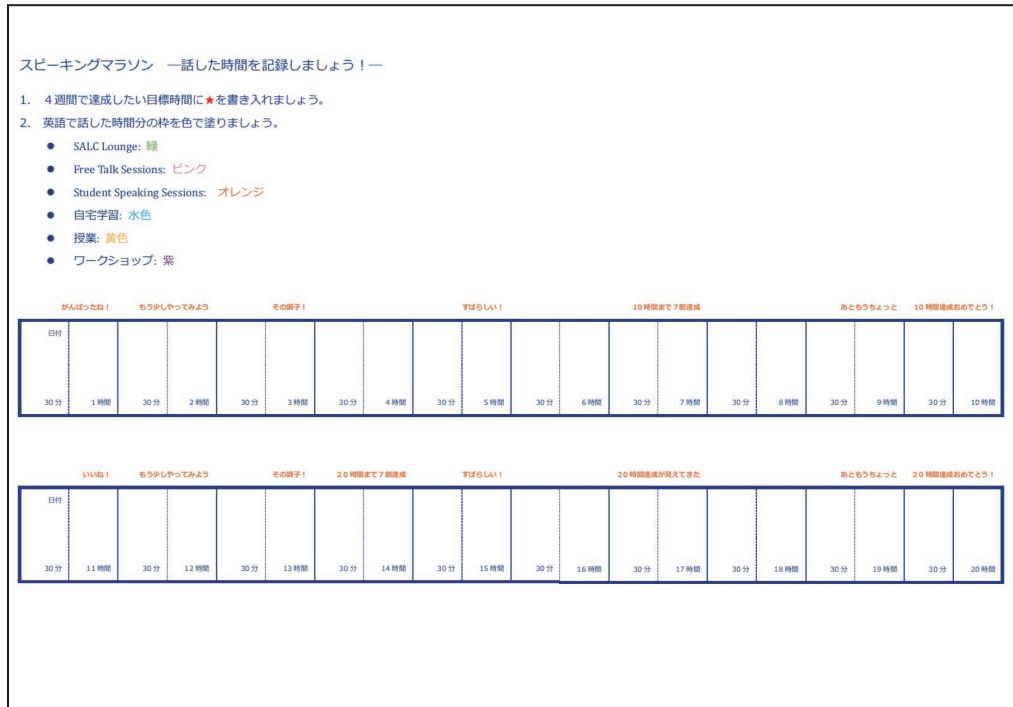 スピーキングマラソン ―話した時間を記録しましょう!―
1. 4週間で達成したい目標時間に★を書き入れましょう。
2. 英語で話した時間分の枠を色で塗りましょう。
● SALC Lounge: 緑
● Free Talk Sessions: ピンク
● Student Speaking Sessions: オレンジ
● 自宅学習: 水色
● 授業: 黄色
● ワークショップ: 紫
がんばったね! もう少しやってみよう その調子! すばらしい! 10時間まで7割達成 あともうちょっと 10時間達成おめでとう!
日付
30分 1時間 30分 2時間 30分 3時間 30分 4時間 30分 5時間 30分 6時間 30分 7時間 30分 8時間 30分 9時間 30分 10時間
いいね! もう少しやってみよう その調子! 20時間まで7割達成 すばらしい! 20時間達成が見えてきた あともうちょっと 20時間達成おめでとう!
日付
30分 11時間 30分 12時間 30分 13時間 30分 14時間 30分 15時間 30分 16時間 30分 17時間 30分 18時間 30分 19時間 30分 20時間